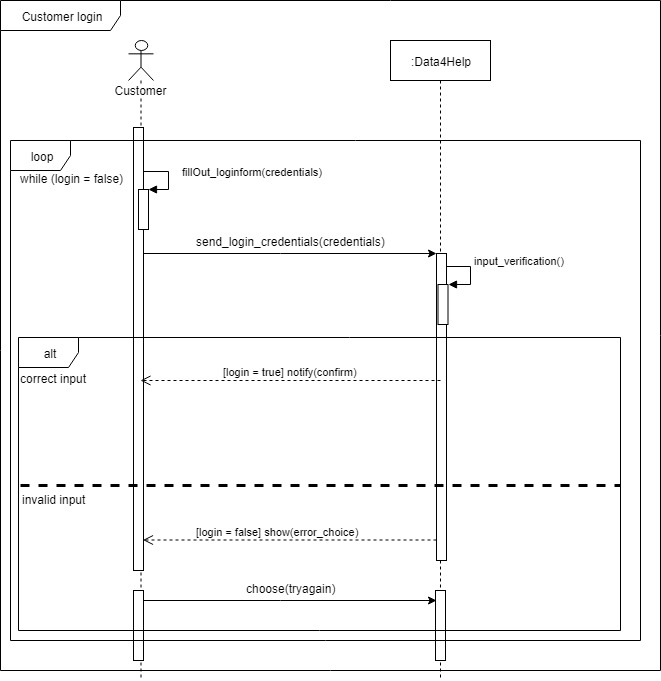 Customer login
Customer
:Data4Help
loop
while (login = false)
fillOut_loginform(credentials)
send_login_credentials(credentials)
input_verification()
alt
correct input
[login = true] notify(confirm)
invalid input
[login = false] show(error_choice)
choose(tryagain)